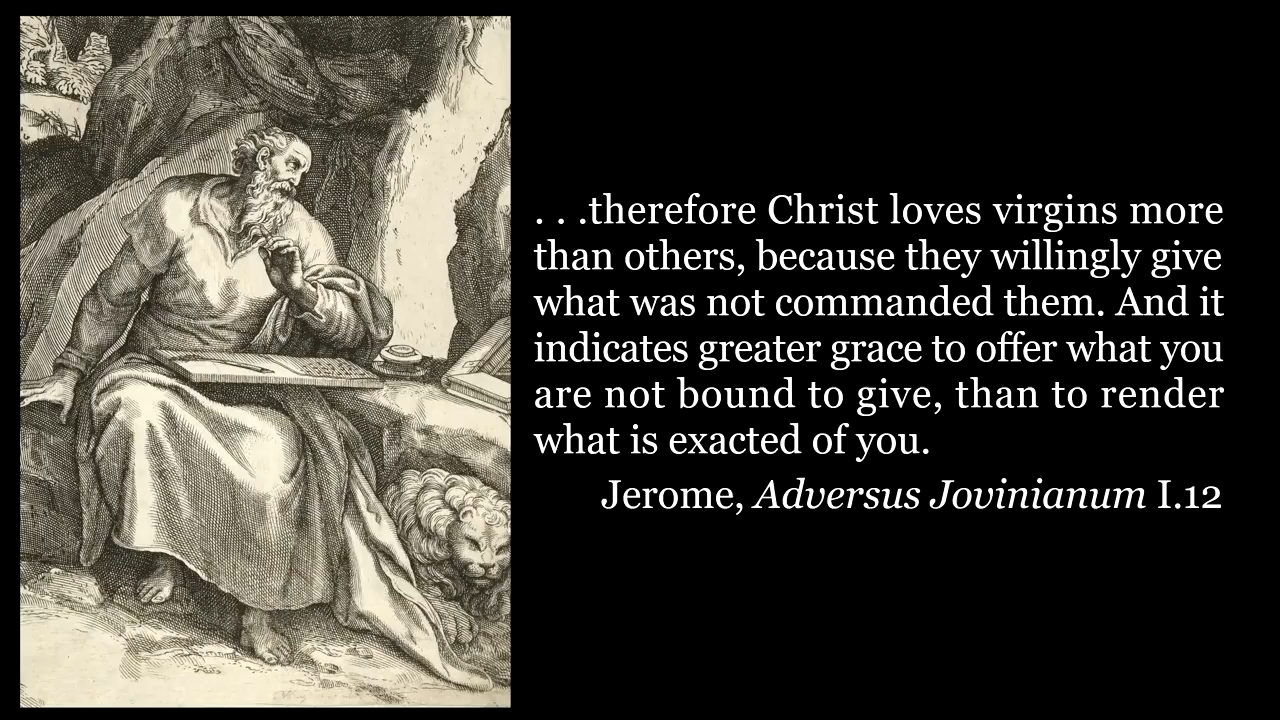 . . .therefore Christ loves virgins more
than others, because they willingly give
what was not commanded them. And it
indicates greater grace to offer what you
are not bound to give, than to render
what is exacted of you.
Jerome, Adversus Jovinianum I.12